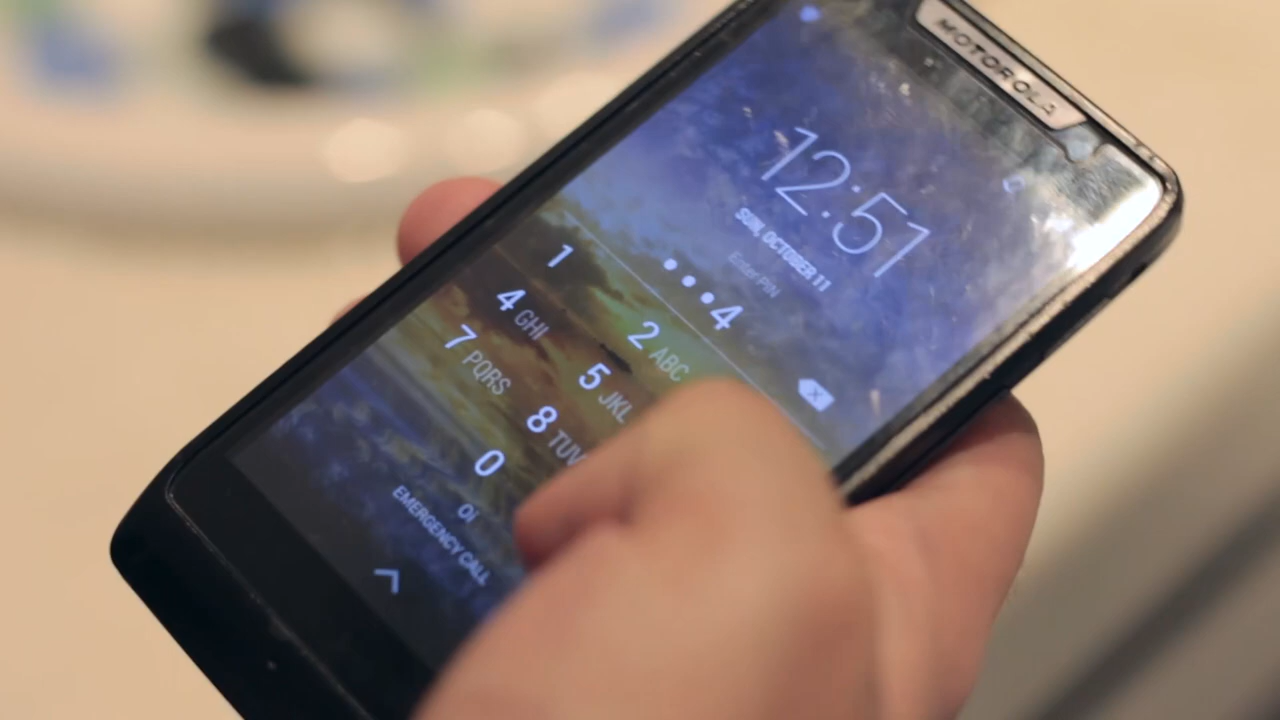 MOTOROLA
12:51
SUN, OCTOBER 11
Enter PIN
•••4
1
2 ABC
4 GHI
5 JKL
7 PQRS
8 TUV
0
OI
EMERGENCY CALL